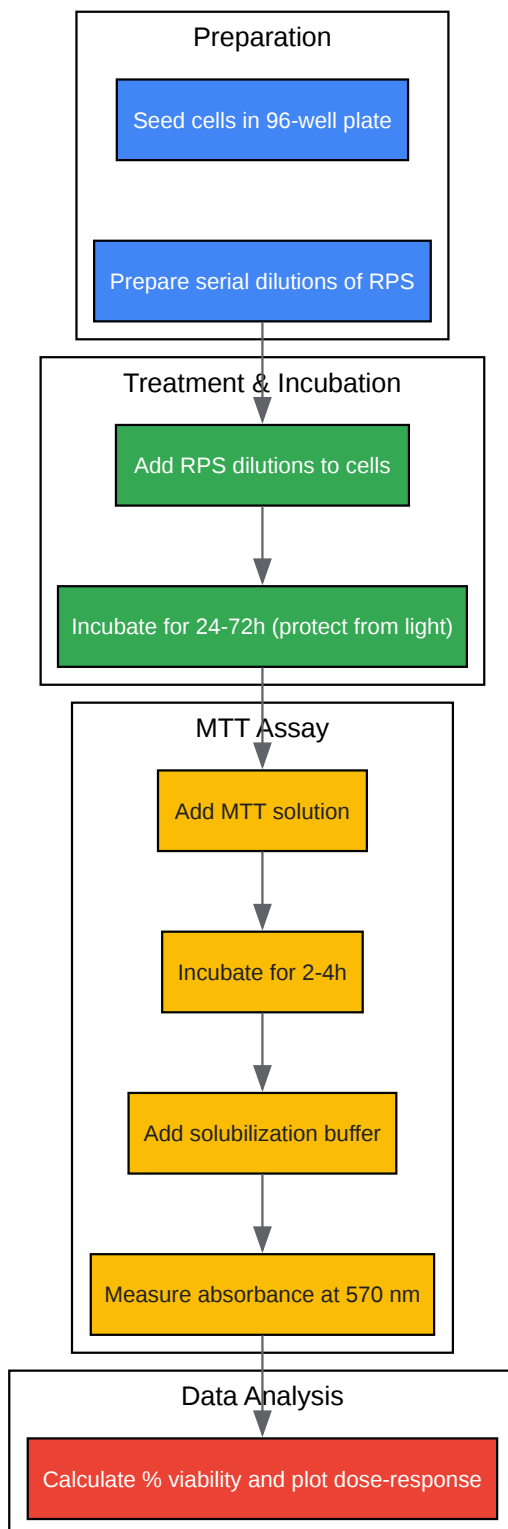 Preparation
Seed cells in 96-well plate
Prepare serial dilutions of RPS
Treatment & Incubation
Add RPS dilutions to cells
Incubate for 24-72h (protect from light)
MTT Assay
Add MTT solution
Incubate for 2-4h
Add solubilization buffer
Measure absorbance at 570 nm
Data Analysis
Calculate % viability and plot dose-response